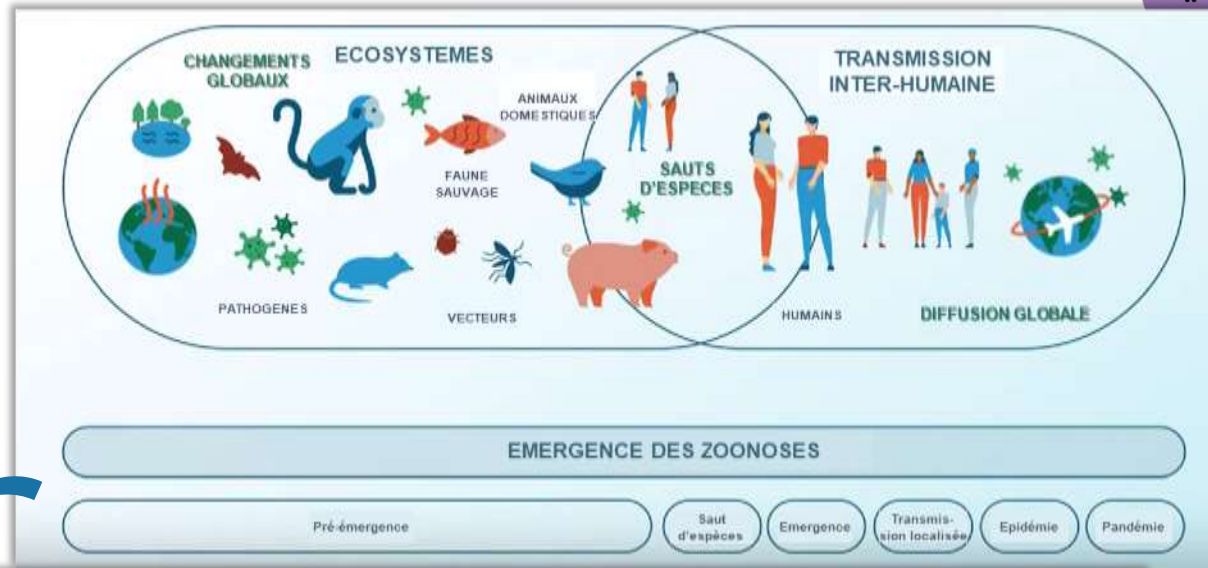 ECOSYSTEMES
CHANGEMENTS
GLOBAUX
ANIMAUX
DOMESTIQUES
FAUNE
SAUVAGE
PATHOGENES
VECTEURS
SAUTS
D'ESPECES
TRANSMISSION
INTER-HUMAINE
HUMAINS
DIFFUSION GLOBALE
EMERGENCE DES ZOONOSES
Pré-émergence
Saut
d'espèces
Emergence
Transmis-
sion localisée
Epidémie
Pandémie